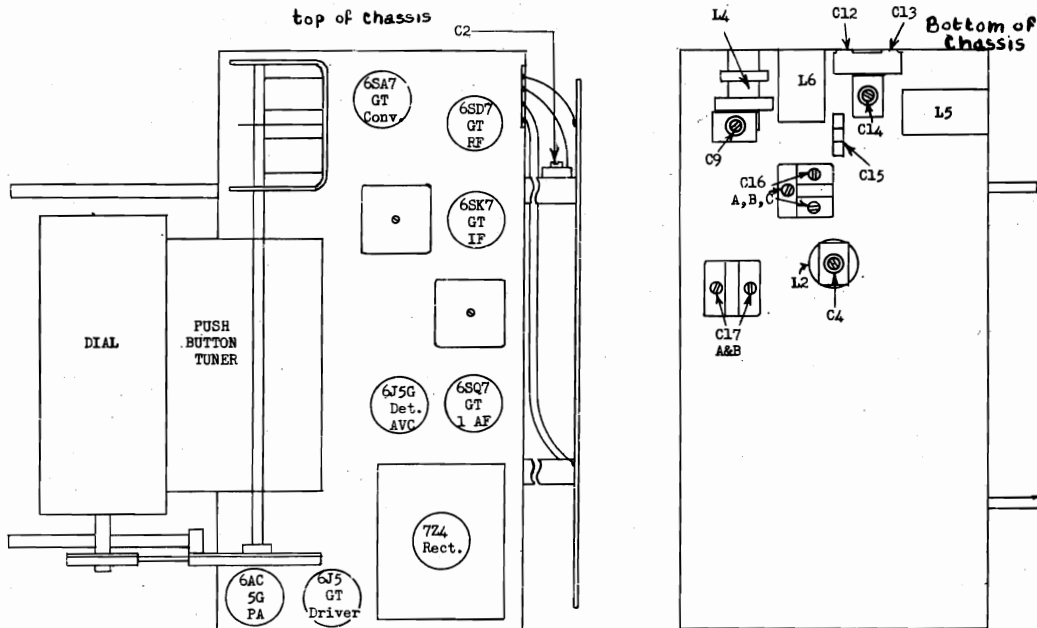 top of chassis
C2
6SA7
GT
Conv.
6SD7
GT
RF
6SK7
GT
IF
DIAL
PUSH
BUTTON
TUNER
6J5G
Det.
AVC
6SQ7
GT
1 AF
7Z4
Rect.
6AC
5G
PA
6J5
GT
Driver
Bottom of
Chassis
L4
C12
C13
L6
L5
C9
C14
C15
C16
A,B,C
L2
C4
C17
A&B